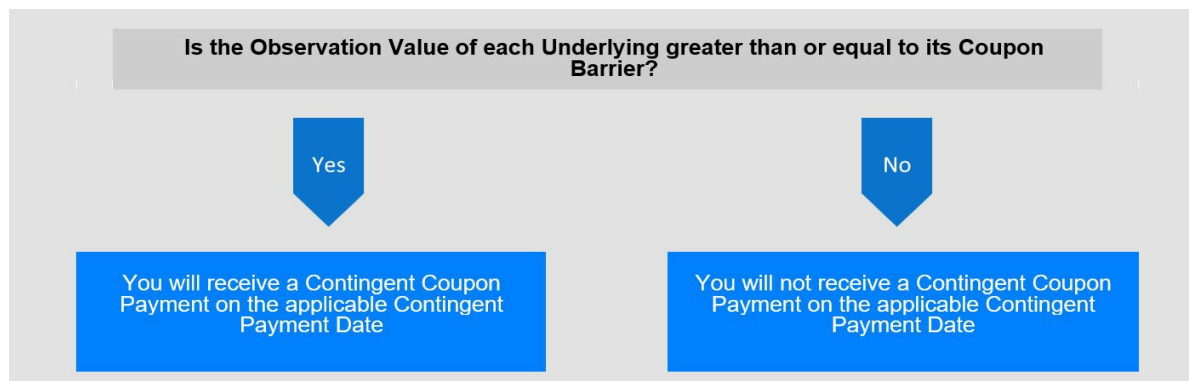 Is the Observation Value of each Underlying greater than or equal to its Coupon
Barrier?
Yes
No
You will receive a Contingent Coupon
Payment on the applicable Contingent
Payment Date
You will not receive a Contingent Coupon
Payment on the applicable Contingent
Payment Date